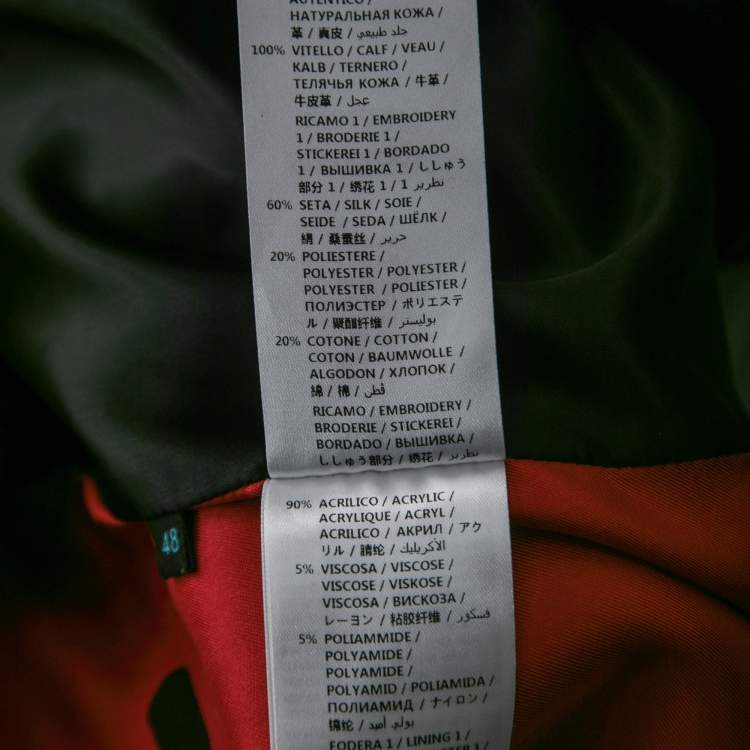 AUTENTICO /
НАТУРАЛЬНАЯ КОЖА /
革 / 真皮 / جلد طبيعي
100% VITELLO / CALF / VEAU /
KALB / TERNERO /
ТЕЛЯЧЬЯ КОЖА / 牛革 /
牛皮革 / عجل
RICAMO 1 / EMBROIDERY
1 / BRODERIE 1 /
STICKEREI 1 / BORDADO
1 / ВЫШИВКА 1 / ししゅう
部分 1 / 绣花 1 / 1 تطريز
60% SETA / SILK / SOIE /
SEIDE / SEDA / ШЁЛК /
絹 / 桑蚕丝 / حرير
20% POLIESTERE /
POLYESTER / POLYESTER /
POLYESTER / POLIESTER /
ПОЛИЭСТЕР / ポリエステ
ル / 聚酯纤维 / بوليستر
20% COTONE / COTTON /
COTON / BAUMWOLLE /
ALGODON / ХЛОПОК /
綿 / 棉 / قطن
RICAMO / EMBROIDERY /
BRODERIE / STICKEREI /
BORDADO / ВЫШИВКА /
ししゅう部分 / 绣花 / تطريز
90% ACRILICO / ACRYLIC /
ACRYLIQUE / ACRYL /
ACRILICO / АКРИЛ / アク
リル / 腈纶 / الأكريليك
48
5% VISCOSA / VISCOSE /
VISCOSE / VISKOSE /
VISCOSA / ВИСКОЗА /
レーヨン / 粘胶纤维 / فسكور
5% POLIAMMIDE /
POLYAMIDE /
POLYAMIDE /
POLYAMID / POLIAMIDA /
ПОЛИАМИД / ナイロン /
锦纶 / بولي أميد
FODERA 1 / LINING 1 /